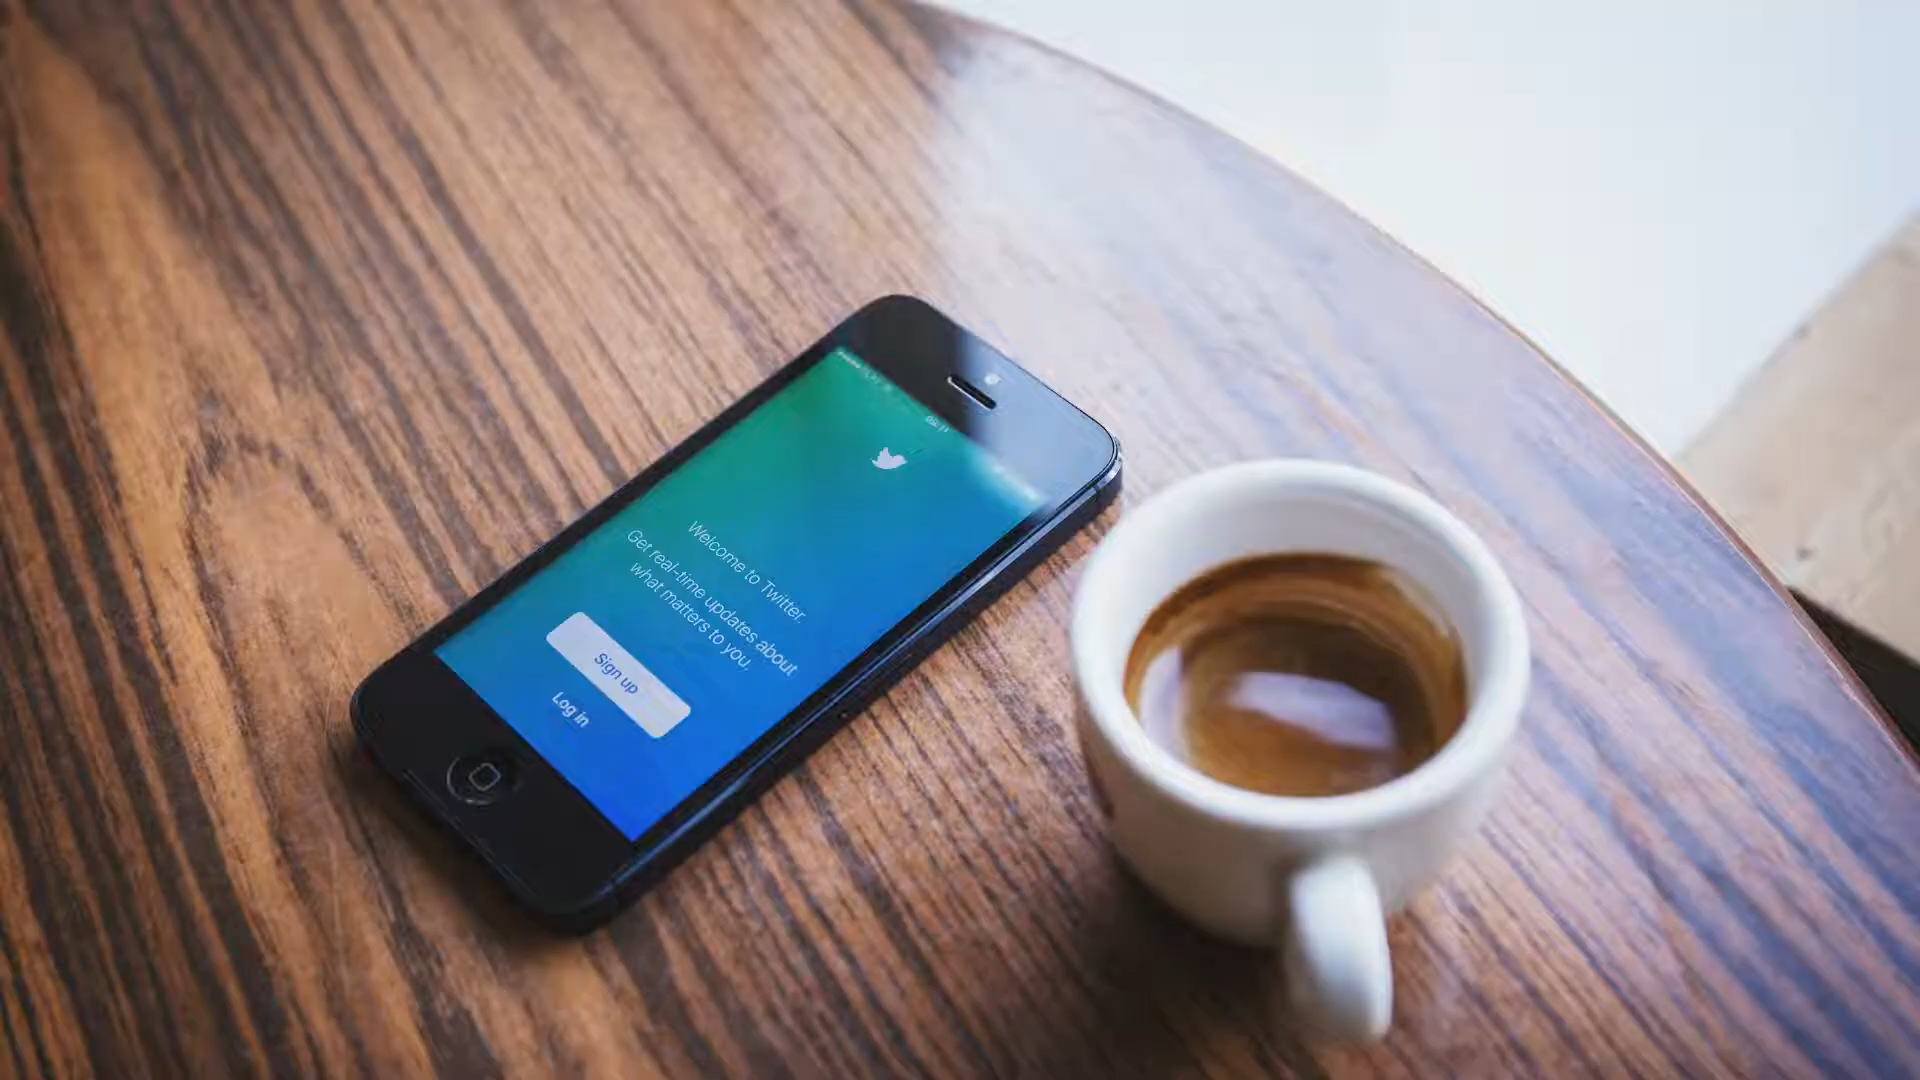 Welcome to Twitter.
Get real-time updates about
what matters to you.
Sign up
Log in